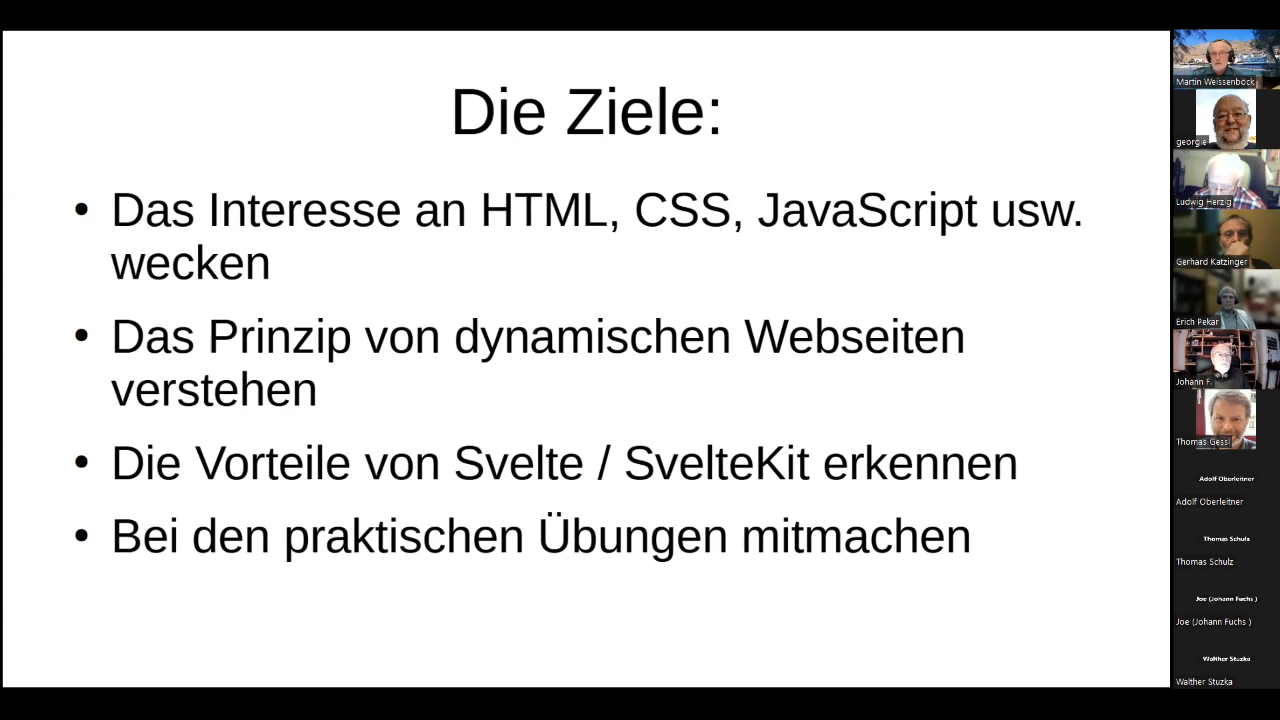 Die Ziele:
• Das Interesse an HTML, CSS, JavaScript usw.
wecken
• Das Prinzip von dynamischen Webseiten
verstehen
• Die Vorteile von Svelte / SvelteKit erkennen
• Bei den praktischen Übungen mitmachen
Martin Weissenböck
georgie
Ludwig Herzig
Gerhard Katzinger
Erich Pekar
Johann F.
Thomas Gessl
Adolf Oberleitner
Adolf Oberleitner
Thomas Schulz
Thomas Schulz
Joe (Johann Fuchs )
Joe (Johann Fuchs )
Walther Stuzka
Walther Stuzka